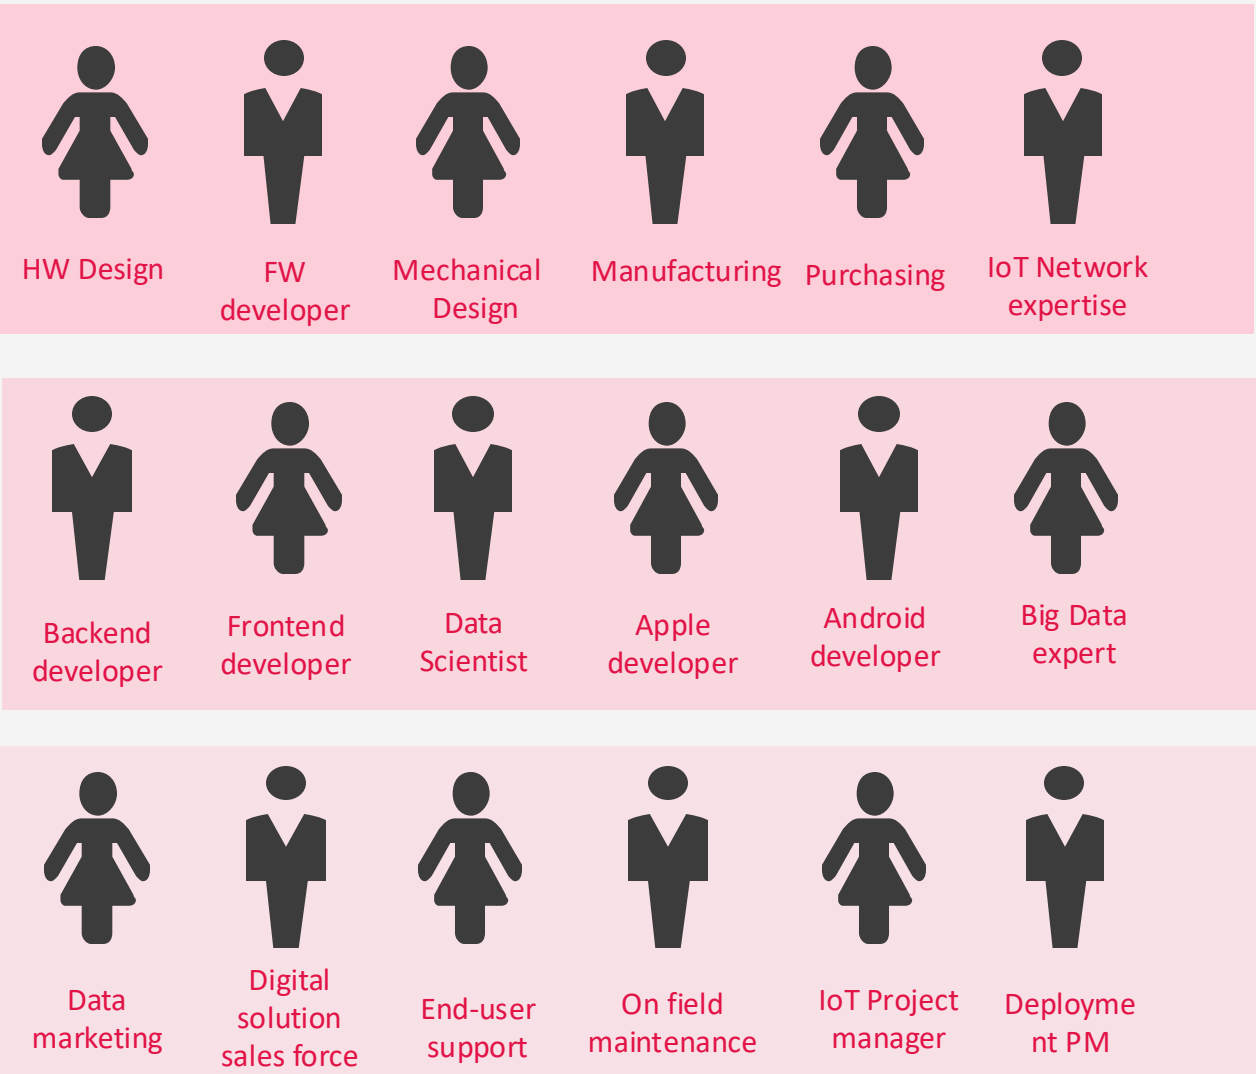 HW Design
FW
developer
Mechanical
Design
Manufacturing
Purchasing
IoT Network
expertise
Backend
developer
Frontend
developer
Data
Scientist
Apple
developer
Android
developer
Big Data
expert
Data
marketing
Digital
solution
sales force
End-user
support
On field
maintenance
IoT Project
manager
Deployme
nt PM